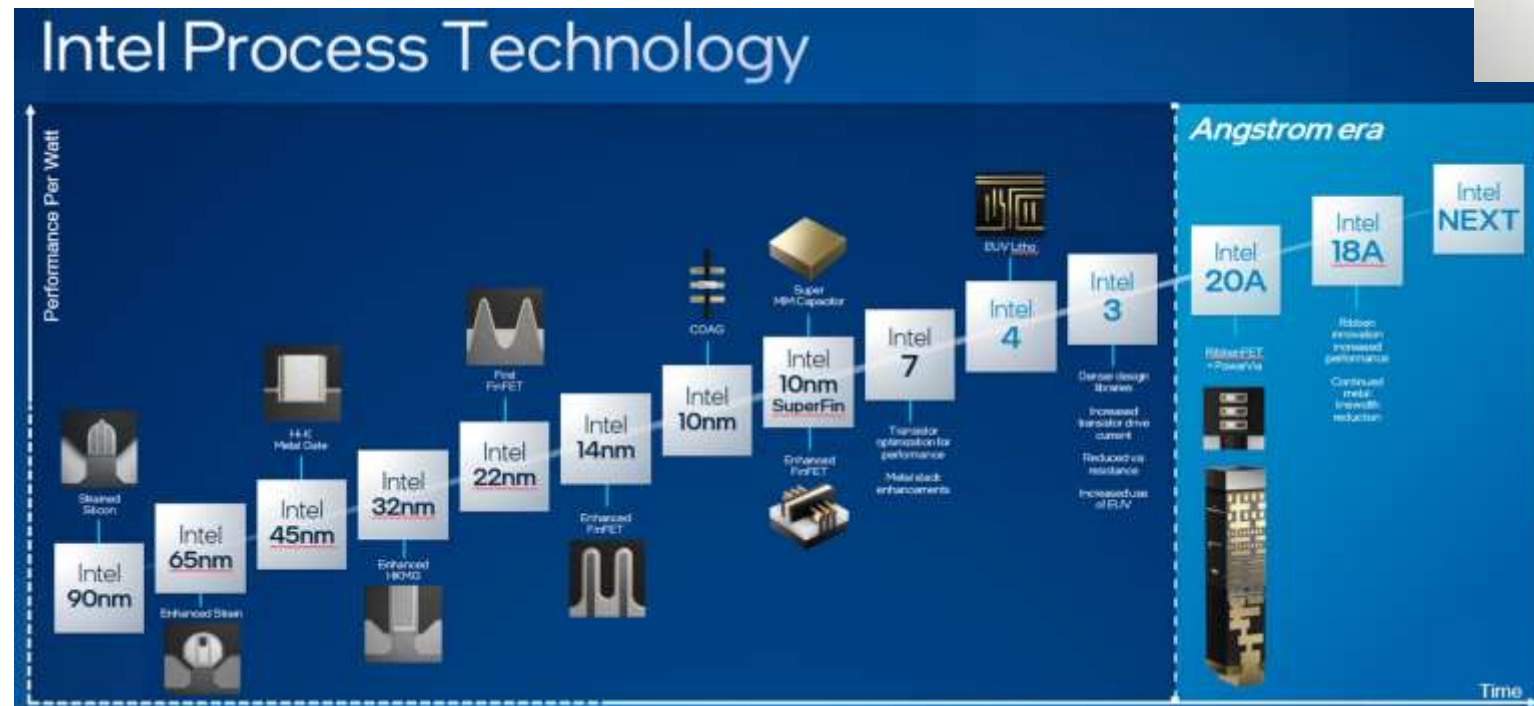 Intel Process Technology
Performance Per Watt
Angstrom era
Strained
Silicon
Intel
90nm
Intel
65nm
Enhanced Strain
Hi-K
Metal Gate
Intel
45nm
Intel
32nm
Enhanced
HKMG
First
FinFET
Intel
22nm
Intel
14nm
Enhanced
FinFET
COAG
Intel
10nm
Super
MIM Capacitor
Intel
10nm
SuperFin
Enhanced
FinFET
Intel
7
Transistor
optimization for
performance
Metal stack
enhancements
EUV Litho
Intel
4
Intel
3
Dense design
libraries
Increased
transistor drive
current
Reduced via
resistance
Increased use
of EUV
Intel
20A
RibbonFET
+ PowerVia
Intel
18A
Ribbon
innovation
increased
performance
Continued
metal
linewidth
reduction
Intel
NEXT
Time